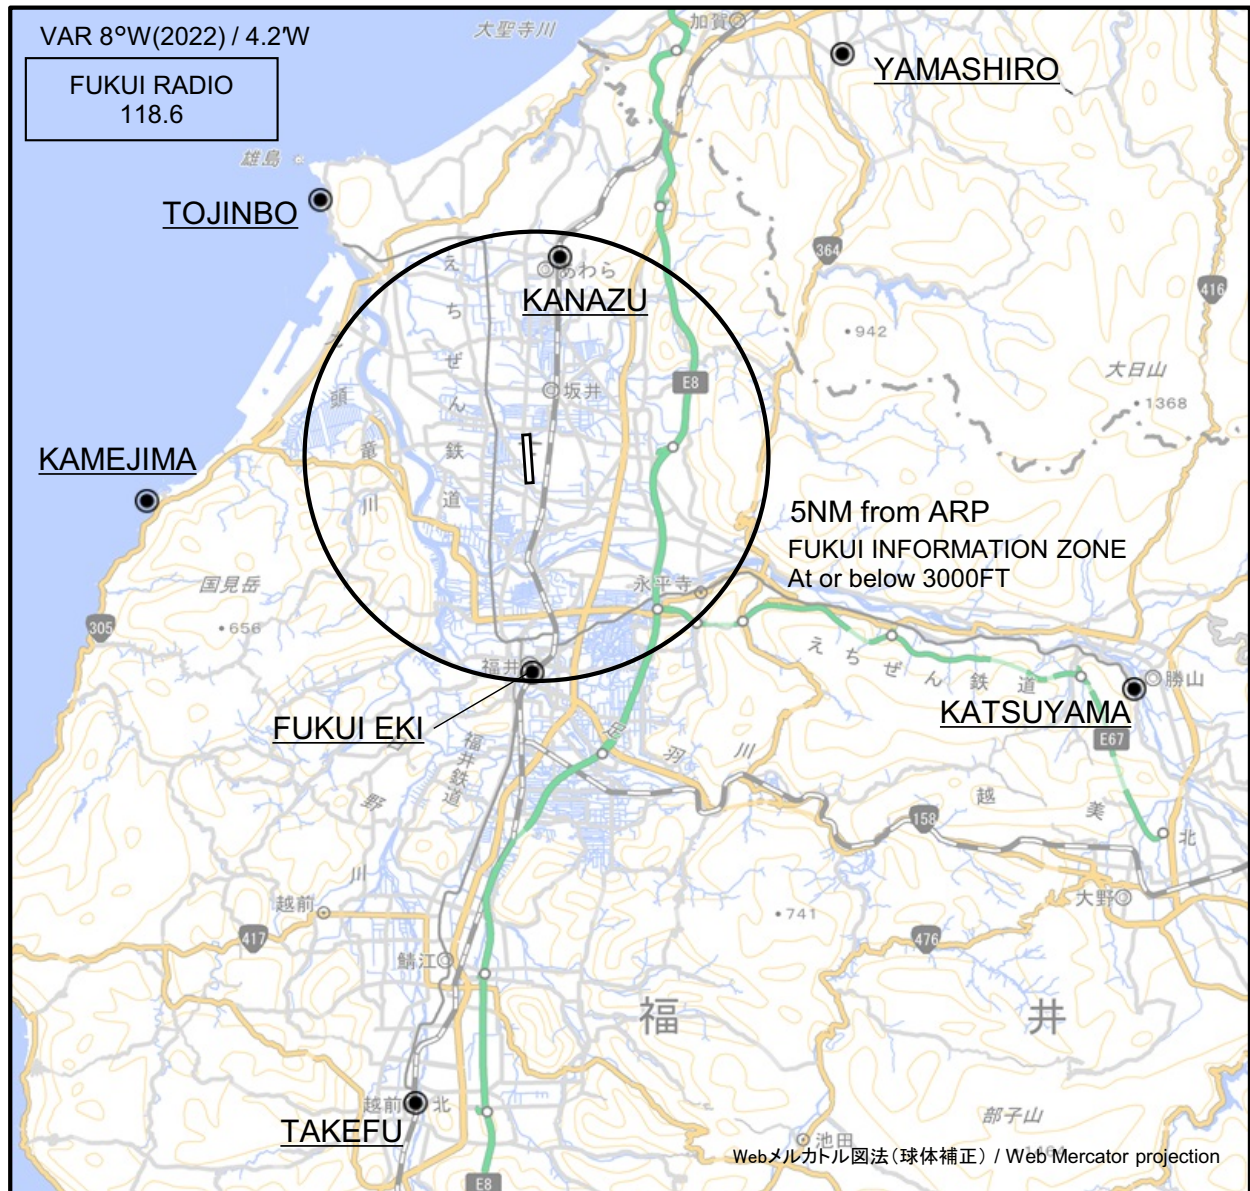 VAR 8°W(2022) / 4.2'W
FUKUI RADIO
118.6
大聖寺川
加賀
YAMASHIRO
雄島
TOJINBO
364
416
あわら
KANAZU
えちぜん鉄道
942
大日山
1368
E8
坂井
九頭竜川
KAMEJIMA
5NM from ARP
FUKUI INFORMATION ZONE
At or below 3000FT
国見岳
永平寺
305
656
えちぜん鉄道
勝山
福井
KATSUYAMA
FUKUI EKI
E67
福井鉄道
足羽川
日野川
越美北
158
越前
大野
741
417
476
鯖江
福井
越前
北
TAKEFU
部子山
池田
Webメルカトル図法(球体補正) / Web Mercator projection
E8